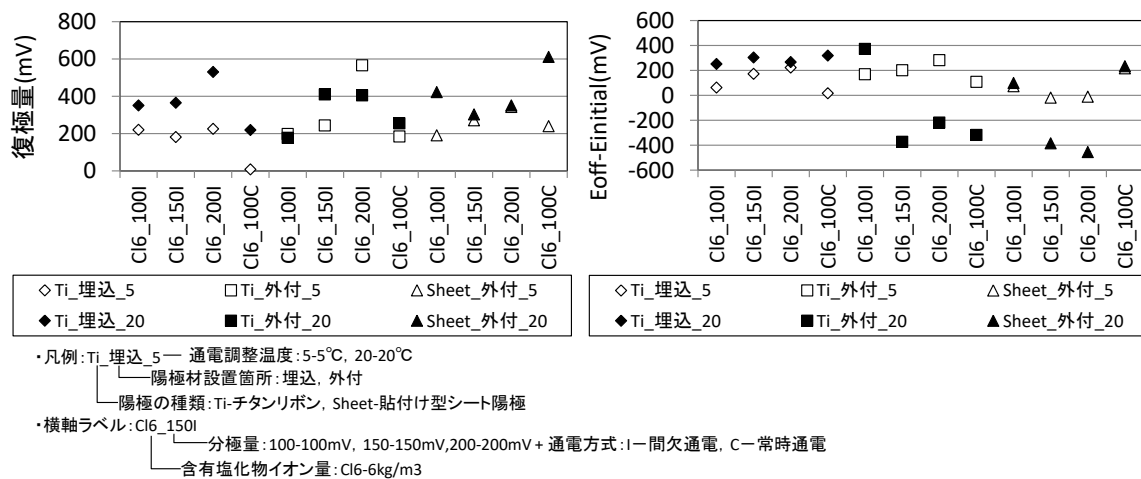 800
600
400
200
0
復極量(mV)
Cl6_100I
Cl6_150I
Cl6_200I
Cl6_100C
Cl6_100I
Cl6_150I
Cl6_200I
Cl6_100C
Cl6_100I
Cl6_150I
Cl6_200I
Cl6_100C
Ti_埋込_5
Ti_外付_5
Sheet_外付_5
Ti_埋込_20
Ti_外付_20
Sheet_外付_20
600
400
200
0
-200
-400
-600
Eoff-Einitial(mV)
Cl6_100I
Cl6_150I
Cl6_200I
Cl6_100C
Cl6_100I
Cl6_150I
Cl6_200I
Cl6_100C
Cl6_100I
Cl6_150I
Cl6_200I
Cl6_100C
Ti_埋込_5
Ti_外付_5
Sheet_外付_5
Ti_埋込_20
Ti_外付_20
Sheet_外付_20
・凡例:Ti_埋込_5 通電調整温度:5-5℃, 20-20℃
陽極材設置箇所:埋込, 外付
陽極の種類:Ti-チタンリボン, Sheet-貼付け型シート陽極
・横軸ラベル:Cl6_150I
分極量:100-100mV, 150-150mV,200-200mV + 通電方式:I－間欠通電, C－常時通電
含有塩化物イオン量:Cl6-6kg/m3